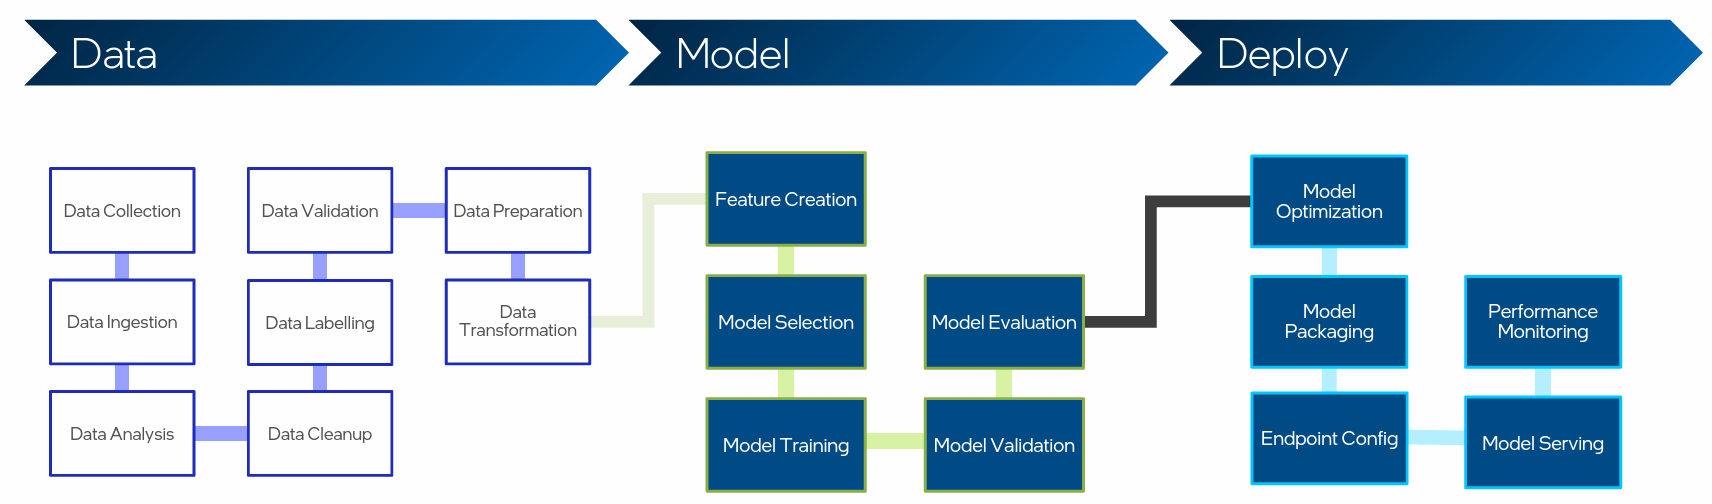 Data
Model
Deploy
Data Collection
Data Ingestion
Data Analysis
Data Cleanup
Data Labelling
Data Validation
Data Preparation
Data
Transformation
Feature Creation
Model Selection
Model Training
Model Validation
Model Evaluation
Model
Optimization
Model
Packaging
Endpoint Config
Model Serving
Performance
Monitoring